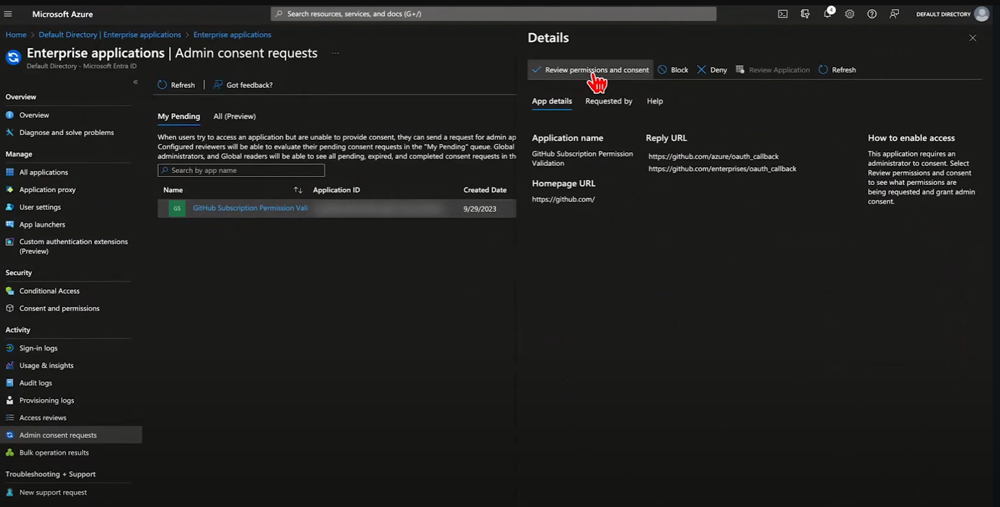 Microsoft Azure
Search resources, services, and docs (G+/)
4
DEFAULT DIRECTORY
Home > Default Directory | Enterprise applications > Enterprise applications
Enterprise applications | Admin consent requests ...
Default Directory - Microsoft Entra ID
«
Overview
Overview
Diagnose and solve problems
Manage
All applications
Application proxy
User settings
App launchers
Custom authentication extensions
(Preview)
Security
Conditional Access
Consent and permissions
Activity
Sign-in logs
Usage & insights
Audit logs
Provisioning logs
Access reviews
Admin consent requests
Bulk operation results
Troubleshooting + Support
New support request
Refresh | Got feedback?
My Pending All (Preview)
When users try to access an application but are unable to provide consent, they can send a request for admin ap
Configured reviewers will be able to evaluate their pending consent requests in the "My Pending" queue. Global
administrators, and Global readers will be able to see all pending, expired, and completed consent requests in the
Search by app name
Name Application ID Created Date
GS GitHub Subscription Permission Vali 9/29/2023
Details
Review permissions and consent Block Deny Review Application Refresh
App details Requested by Help
Application name
GitHub Subscription Permission
Validation
Homepage URL
https://github.com/
Reply URL
https://github.com/azure/oauth_callback
https://github.com/enterprises/oauth_callback
How to enable access
This application requires an
administrator to consent. Select
Review permissions and consent
to see what permissions are
being requested and grant admin
consent.